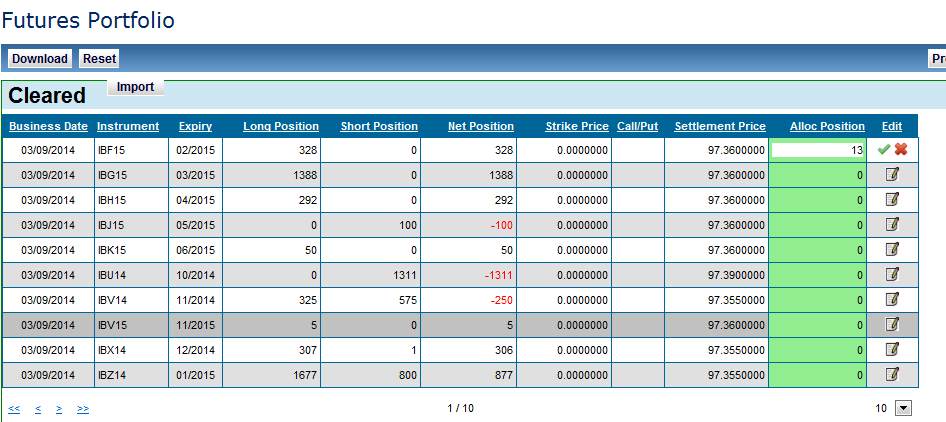 Futures Portfolio
Download Reset
Cleared Import
Business Date Instrument Expiry Long Position Short Position Net Position Strike Price Call/Put Settlement Price Alloc Position Edit
03/09/2014 IBF15 02/2015 328 0 328 0.0000000 97.3600000 13
03/09/2014 IBG15 03/2015 1388 0 1388 0.0000000 97.3600000 0
03/09/2014 IBH15 04/2015 292 0 292 0.0000000 97.3600000 0
03/09/2014 IBJ15 05/2015 0 100 -100 0.0000000 97.3600000 0
03/09/2014 IBK15 06/2015 50 0 50 0.0000000 97.3600000 0
03/09/2014 IBU14 10/2014 0 1311 -1311 0.0000000 97.3900000 0
03/09/2014 IBV14 11/2014 325 575 -250 0.0000000 97.3550000 0
03/09/2014 IBV15 11/2015 5 0 5 0.0000000 97.3600000 0
03/09/2014 IBX14 12/2014 307 1 306 0.0000000 97.3550000 0
03/09/2014 IBZ14 01/2015 1677 800 877 0.0000000 97.3550000 0
<< < > >> 1 / 10 10